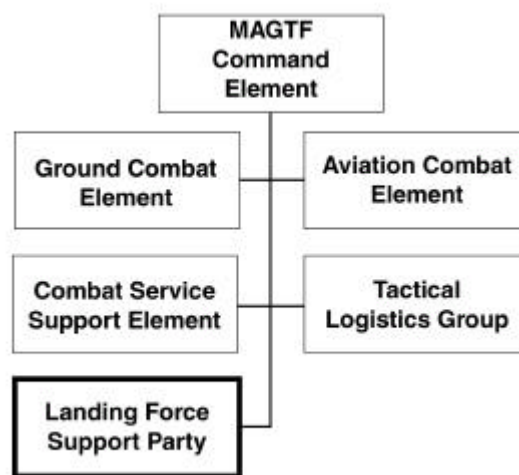 MAGTF
Command
Element
Ground Combat
Element
Aviation Combat
Element
Combat Service
Support Element
Tactical
Logistics Group
Landing Force
Support Party